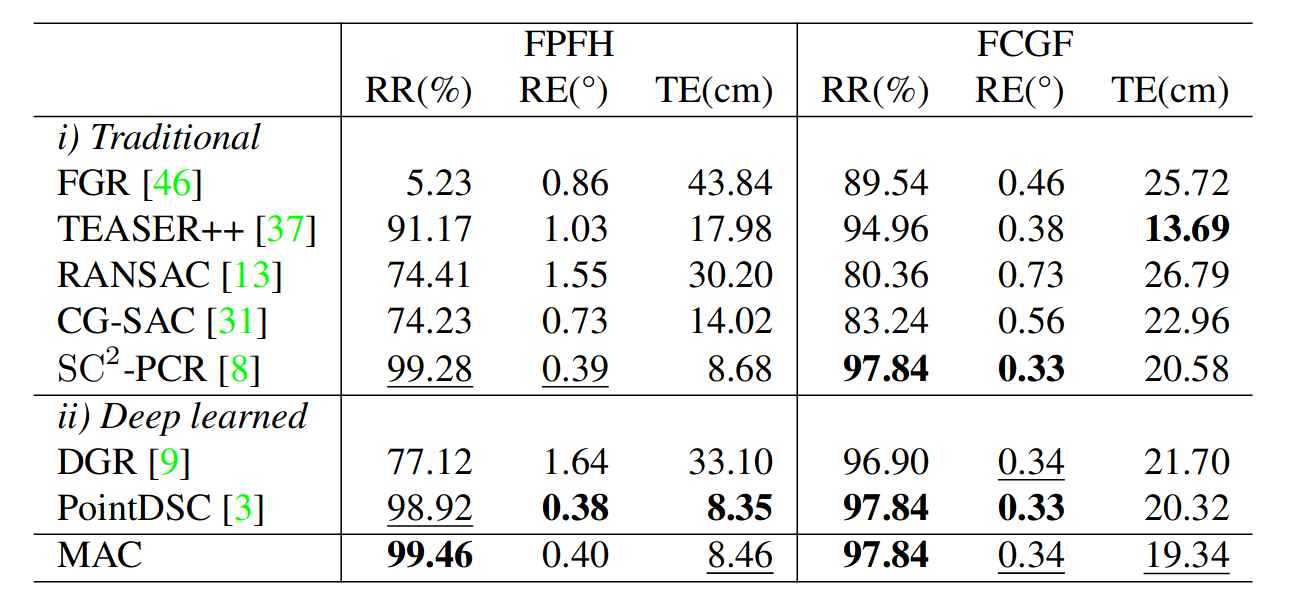 FPFH FCGF
RR(%) RE(°) TE(cm) RR(%) RE(°) TE(cm)
i) Traditional
FGR [46] 5.23 0.86 43.84 89.54 0.46 25.72
TEASER++ [37] 91.17 1.03 17.98 94.96 0.38 13.69
RANSAC [13] 74.41 1.55 30.20 80.36 0.73 26.79
CG-SAC [31] 74.23 0.73 14.02 83.24 0.56 22.96
SC²-PCR [8] 99.28 0.39 8.68 97.84 0.33 20.58
ii) Deep learned
DGR [9] 77.12 1.64 33.10 96.90 0.34 21.70
PointDSC [3] 98.92 0.38 8.35 97.84 0.33 20.32
MAC 99.46 0.40 8.46 97.84 0.34 19.34